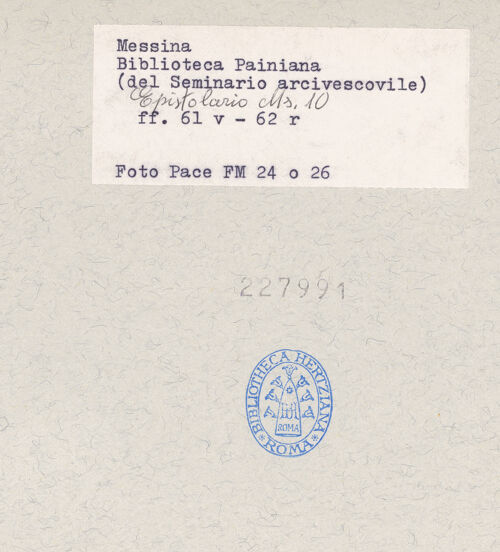 Messina
Biblioteca Painiana
(del Seminario arcivescovile)
Epistolario Ms. 10
ff. 61 v - 62 r
Foto Pace FM 24 o 26
227991
BIBLIOTHECA HERTZIANA
ROMA
ROMA